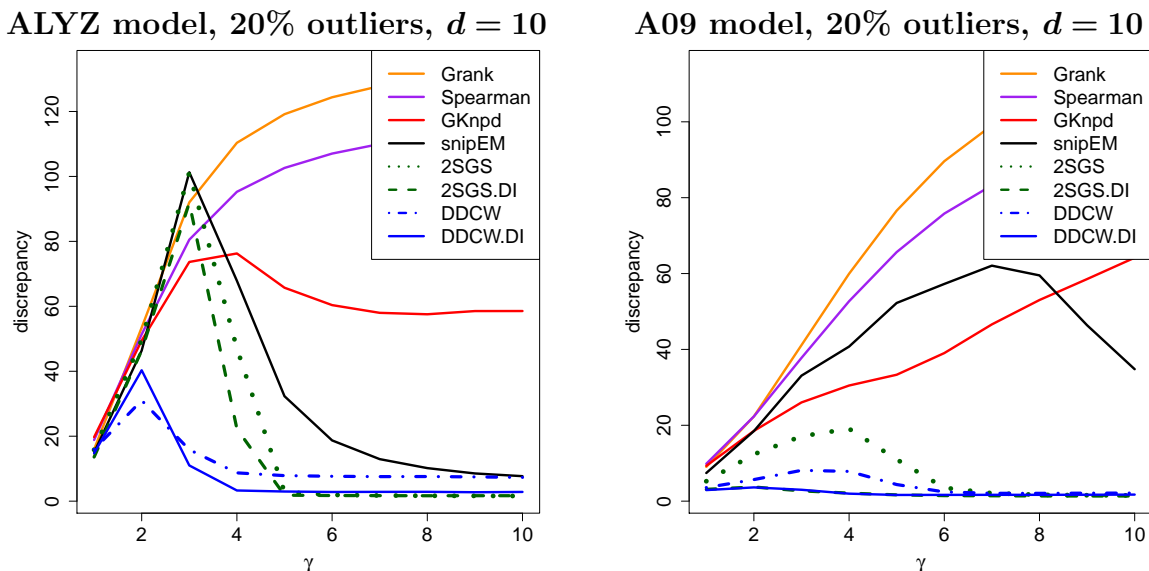 ALYZ model, 20% outliers, d = 10
discrepancy
0 20 40 60 80 100 120
Grank
Spearman
GKnpd
snipEM
2SGS
2SGS.DI
DDCW
DDCW.DI
2 4 6 8 10
γ
A09 model, 20% outliers, d = 10
discrepancy
0 20 40 60 80 100
Grank
Spearman
GKnpd
snipEM
2SGS
2SGS.DI
DDCW
DDCW.DI
2 4 6 8 10
γ